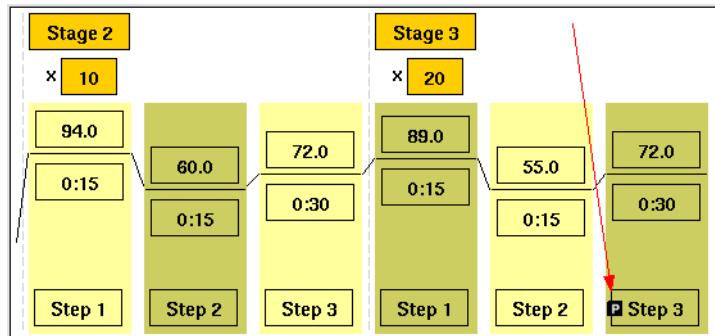 Stage 2
Stage 3
x 10
x 20
94.0
60.0
72.0
89.0
55.0
72.0
0:15
0:15
0:30
0:15
0:15
0:30
Step 1
Step 2
Step 3
Step 1
Step 2
P Step 3